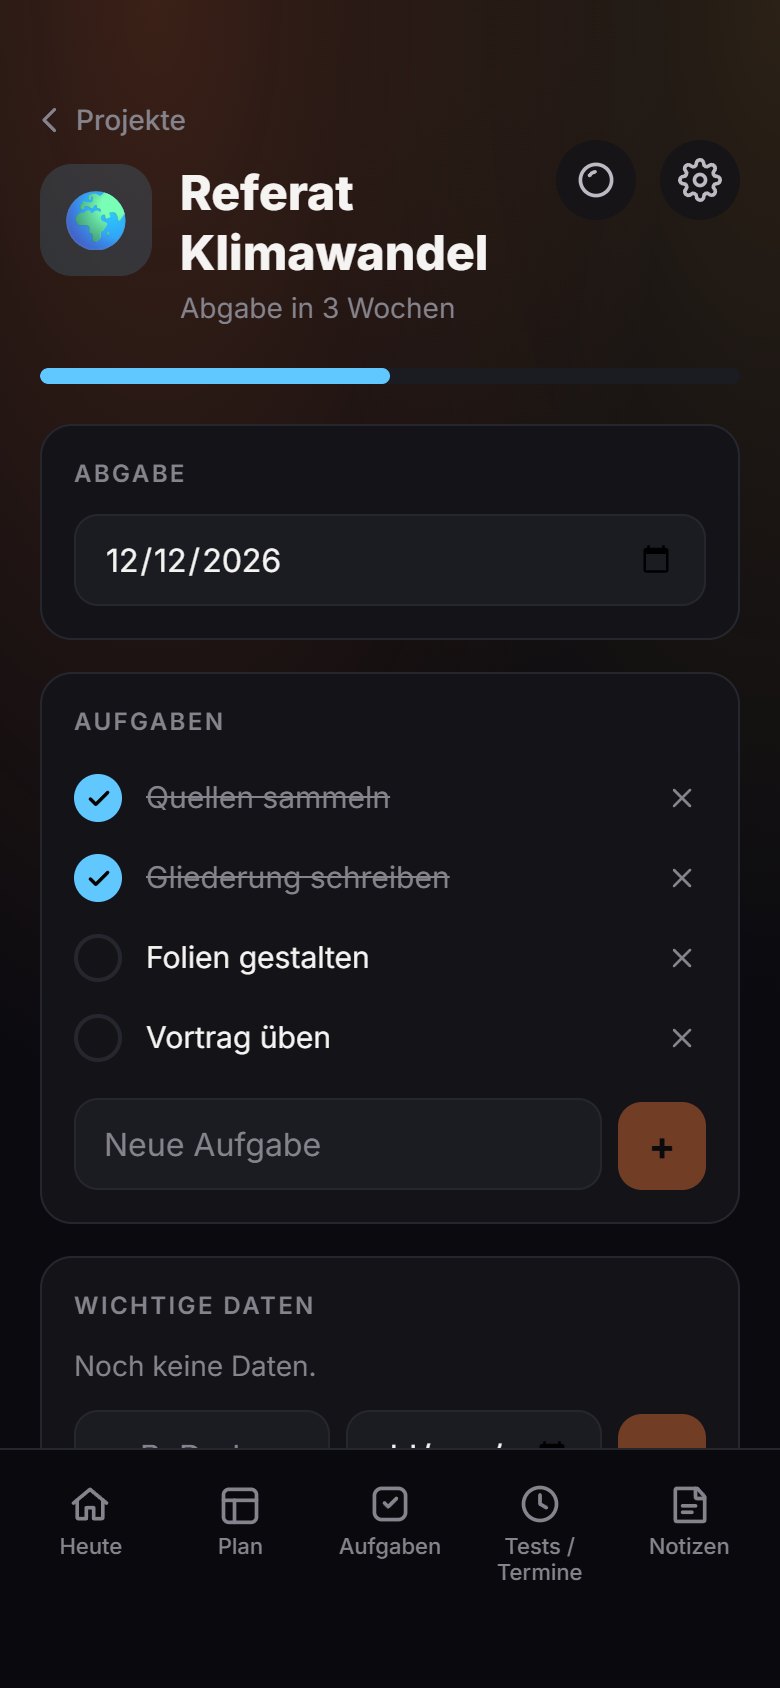 Projekte
Referat
Klimawandel
Abgabe in 3 Wochen
ABGABE
12/12/2026
AUFGABEN
Quellen sammeln
Gliederung schreiben
Folien gestalten
Vortrag üben
Neue Aufgabe
+
WICHTIGE DATEN
Noch keine Daten.
Heute
Plan
Aufgaben
Tests /
Termine
Notizen